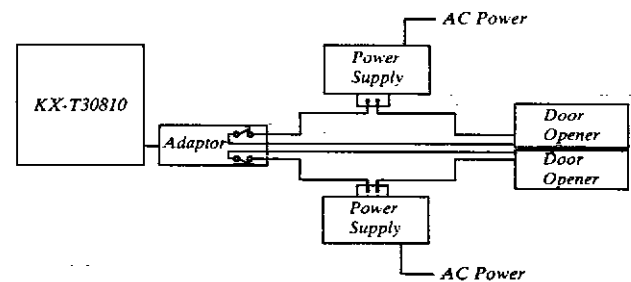 AC Power
Power
Supply
KX-T30810
Adaptor
Door
Opener
Door
Opener
Power
Supply
AC Power